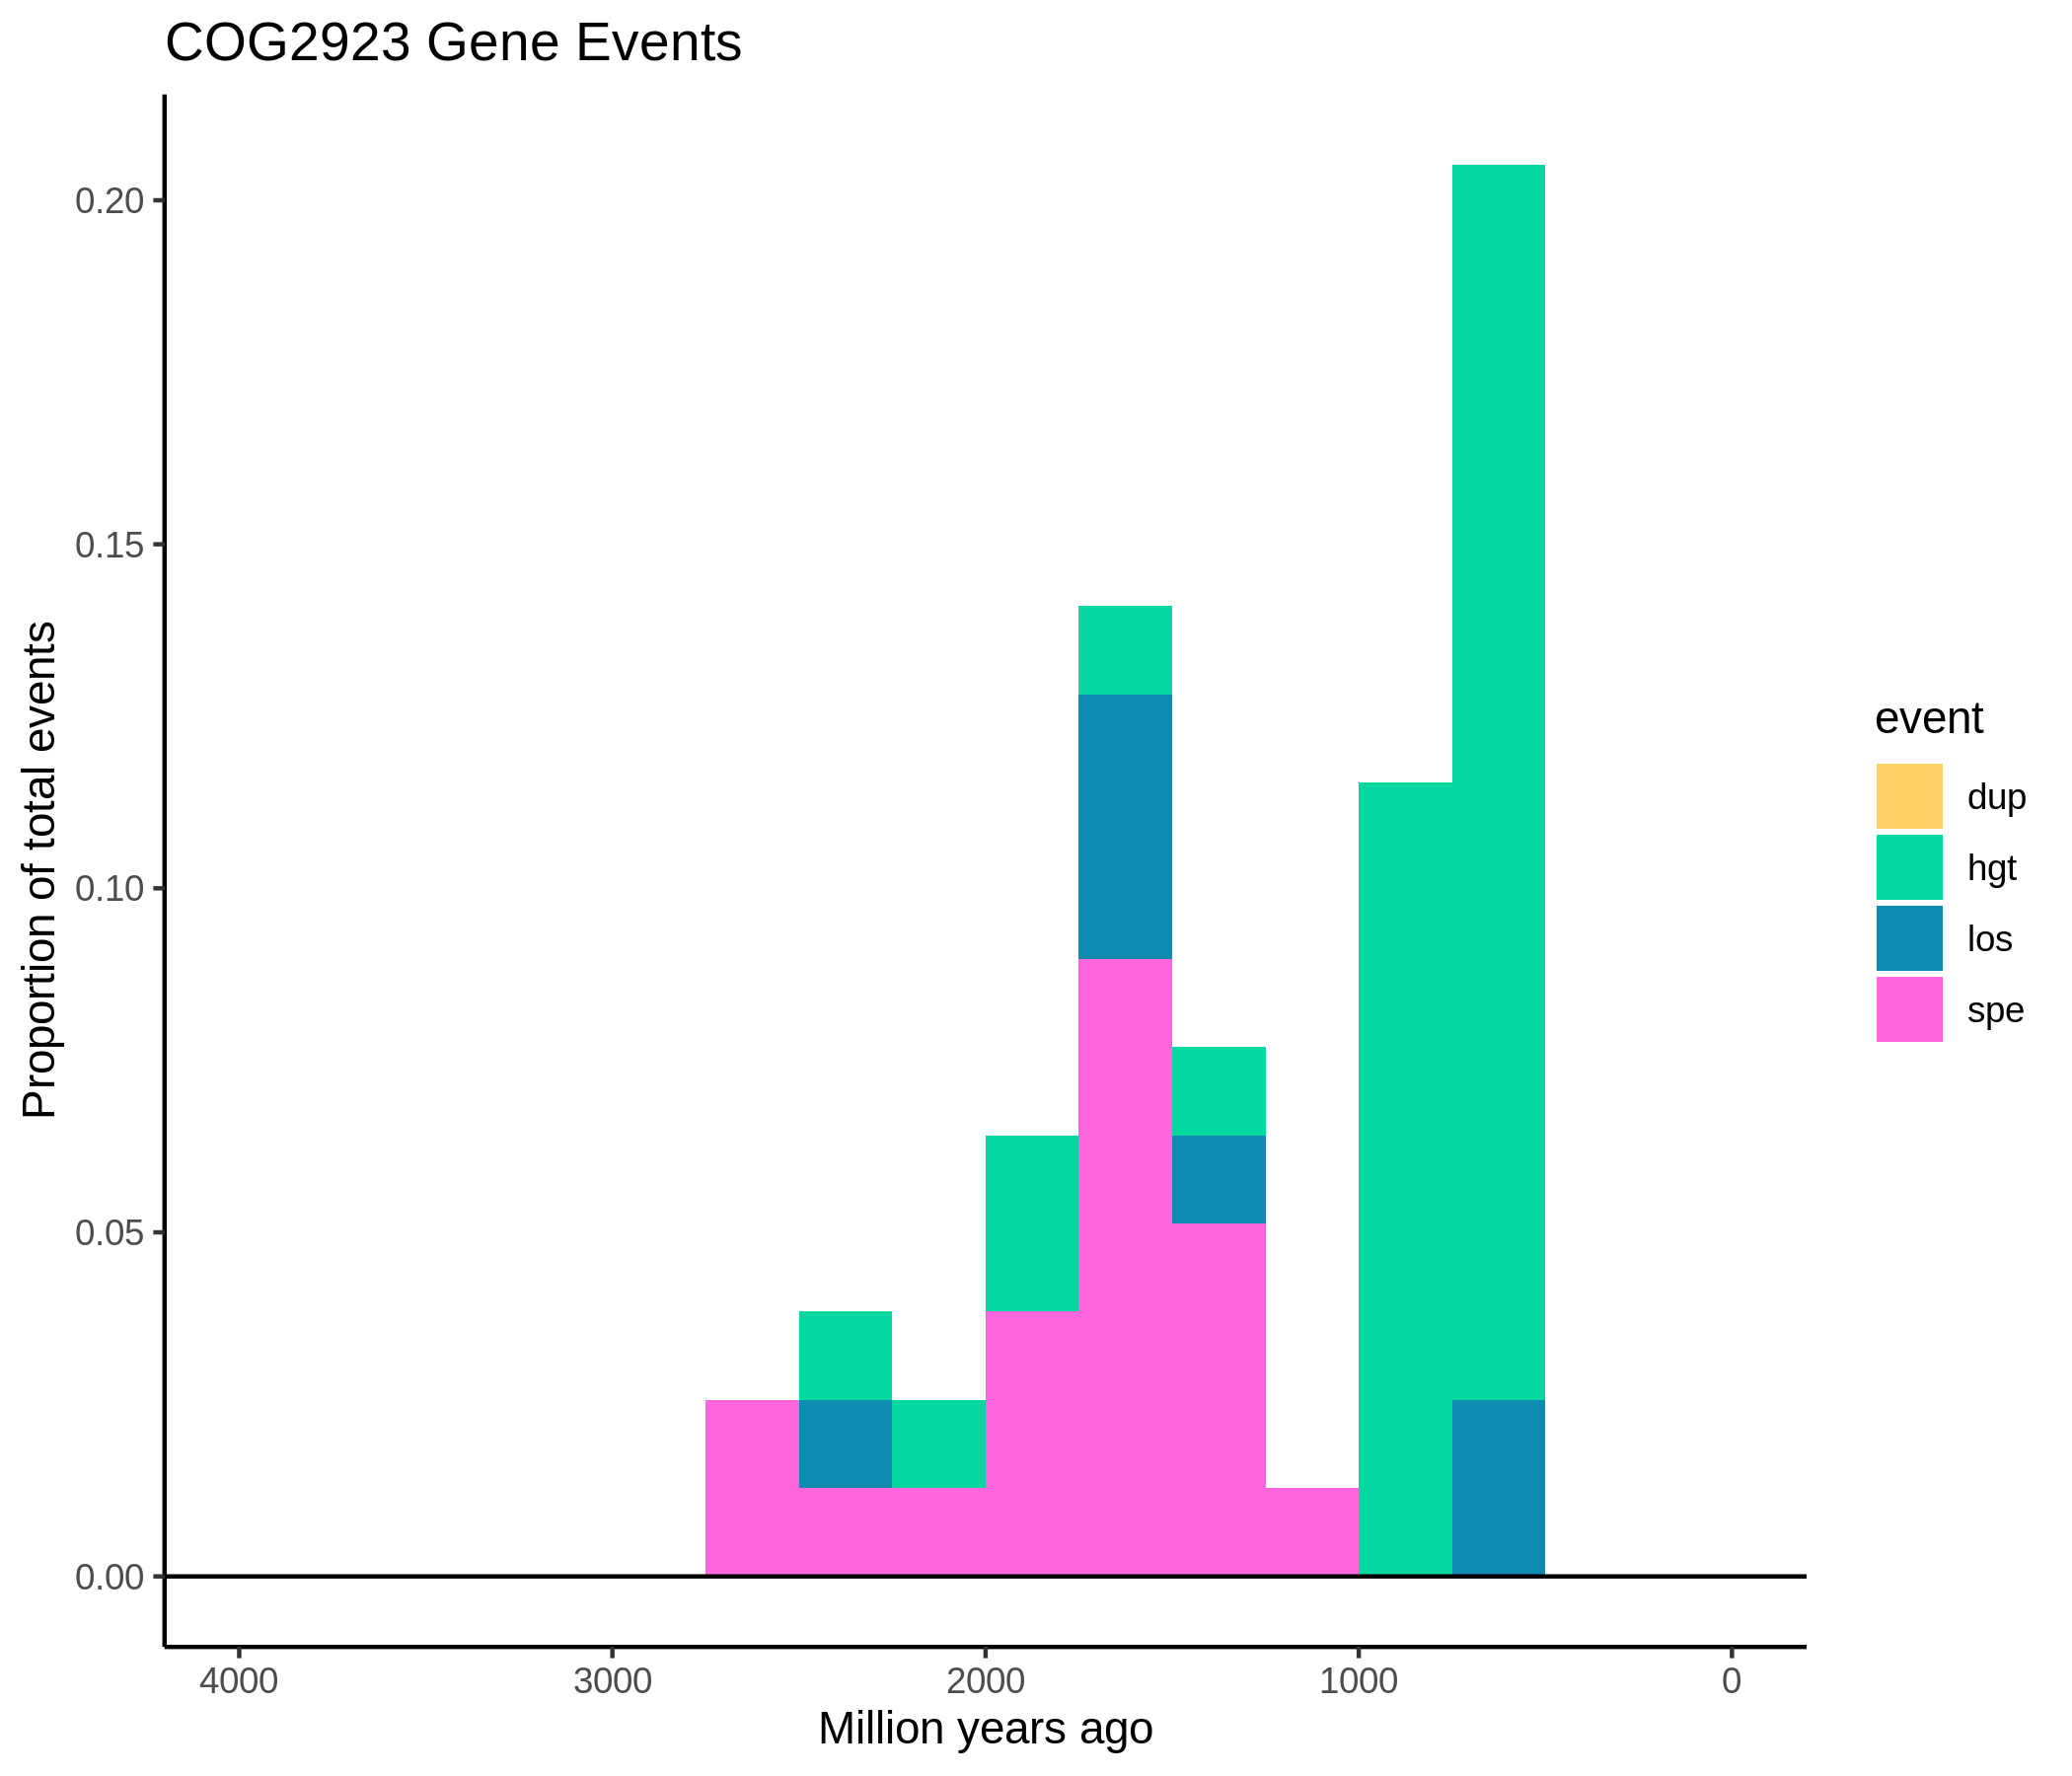 COG2923 Gene Events
Proportion of total events
0.20
0.15
0.10
0.05
0.00
4000 3000 2000 1000 0
Million years ago
event
dup
hgt
los
spe